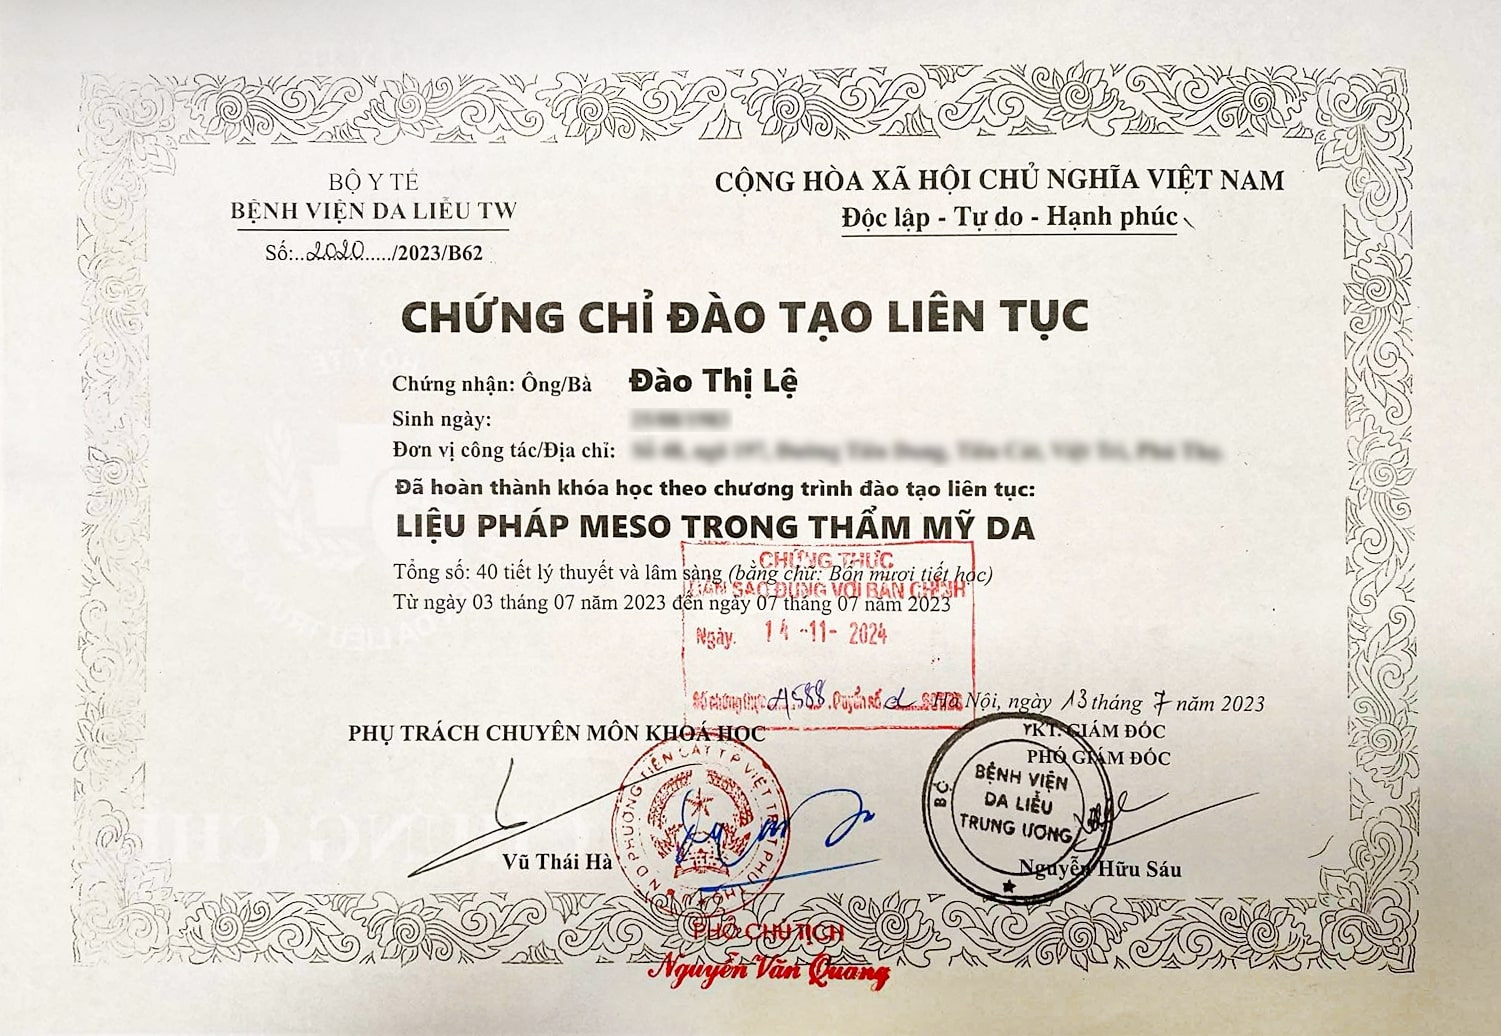 BỘ Y TẾ
BỆNH VIỆN DA LIỄU TW
Số:..2020...../2023/B62
CỘNG HÒA XÃ HỘI CHỦ NGHĨA VIỆT NAM
Độc lập - Tự do - Hạnh phúc
CHỨNG CHỈ ĐÀO TẠO LIÊN TỤC
Chứng nhận: Ông/Bà Đào Thị Lệ
Sinh ngày:
Đơn vị công tác/Địa chỉ:
Đã hoàn thành khóa học theo chương trình đào tạo liên tục:
LIỆU PHÁP MESO TRONG THẨM MỸ DA
Tổng số: 40 tiết lý thuyết và lâm sàng (bằng chữ: Bốn mươi tiết học)
Từ ngày 03 tháng 07 năm 2023 đến ngày 07 tháng 07 năm 2023
CHỨNG THỰC
BẢN SAO ĐÚNG VỚI BẢN CHÍNH
Ngày. 14 -11- 2024
Số chứng thực Quyển số
Hà Nội, ngày 13 tháng 7 năm 2023
PHỤ TRÁCH CHUYÊN MÔN KHOÁ HỌC
KT. GIÁM ĐỐC
PHÓ GIÁM ĐỐC
BỆNH VIỆN
DA LIỄU
TRUNG ƯƠNG
Vũ Thái Hà
Nguyễn Hữu Sáu
PHÓ CHỦ TỊCH
Nguyễn Văn Quang